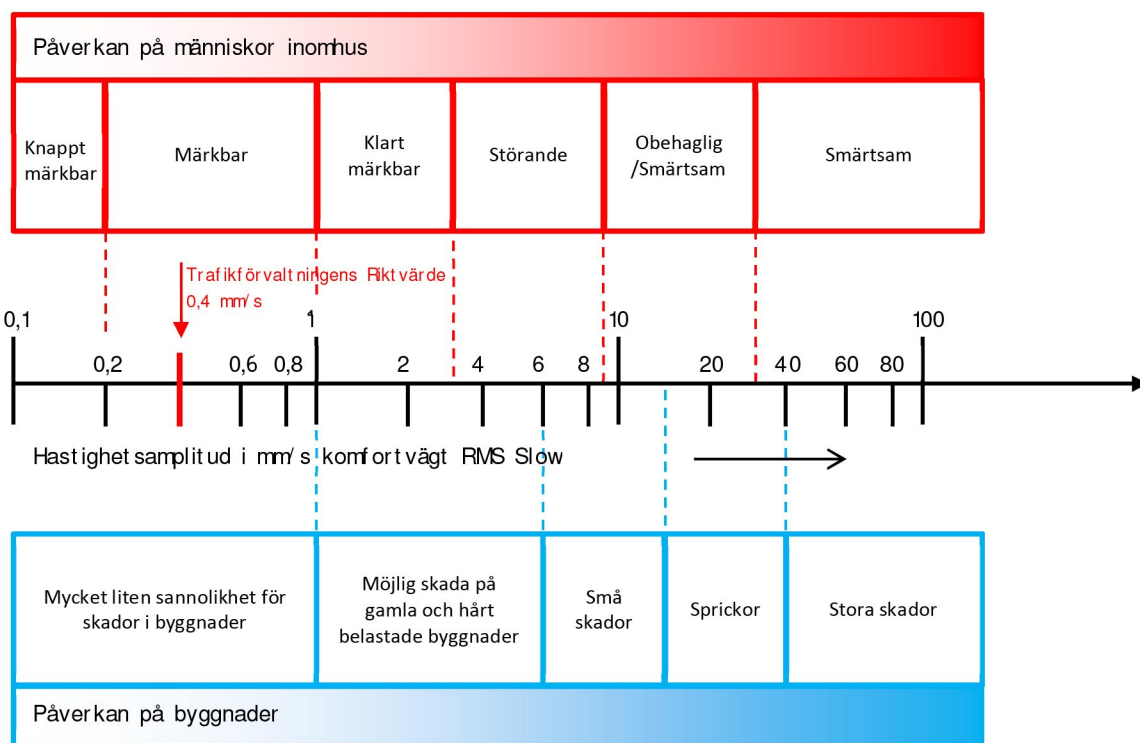 Påverkan på människor inomhus
Knappt
märkbar
Märkbar
Klart
märkbar
Störande
Obehaglig
/Smärtsam
Smärtsam
Trafikförvaltningens Riktvärde
0,4 mm/s
0,1
1
10
100
0,2
0,6
0,8
2
4
6
8
20
40
60
80
Hastighetsamplitud i mm/s komfortvägt RMS Slow
Mycket liten sannolikhet för
skador i byggnader
Möjlig skada på
gamla och hårt
belastade byggnader
Små
skador
Sprickor
Stora skador
Påverkan på byggnader